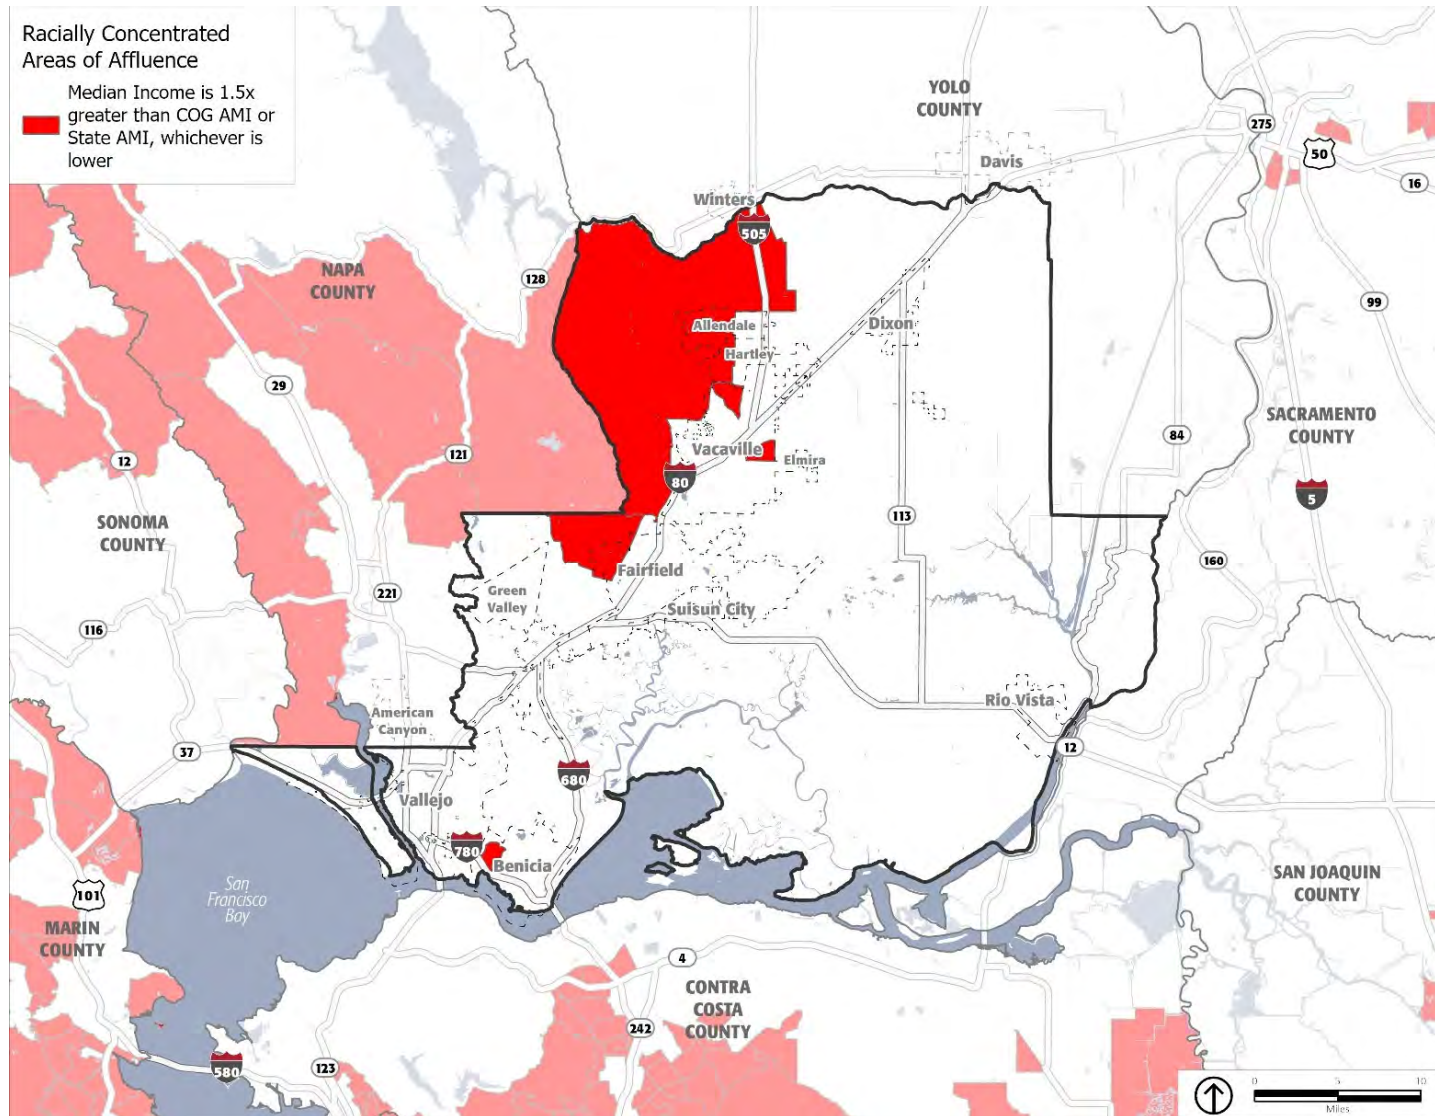 Racially Concentrated
Areas of Affluence
Median Income is 1.5x
greater than COG AMI or
State AMI, whichever is
lower
YOLO
COUNTY
275
50
Davis
16
Winters
505
NAPA
COUNTY
128
99
Allendale
Dixon
Hartley
29
SACRAMENTO
COUNTY
84
12
121
Vacaville
Elmira
80
5
SONOMA
COUNTY
113
160
Fairfield
Green
Valley
221
Suisun City
116
Rio Vista
American
Canyon
37
12
680
Vallejo
780
Benicia
San
Francisco
Bay
101
SAN JOAQUIN
COUNTY
MARIN
COUNTY
4
CONTRA
COSTA
COUNTY
242
580
123
0 5 10
Miles